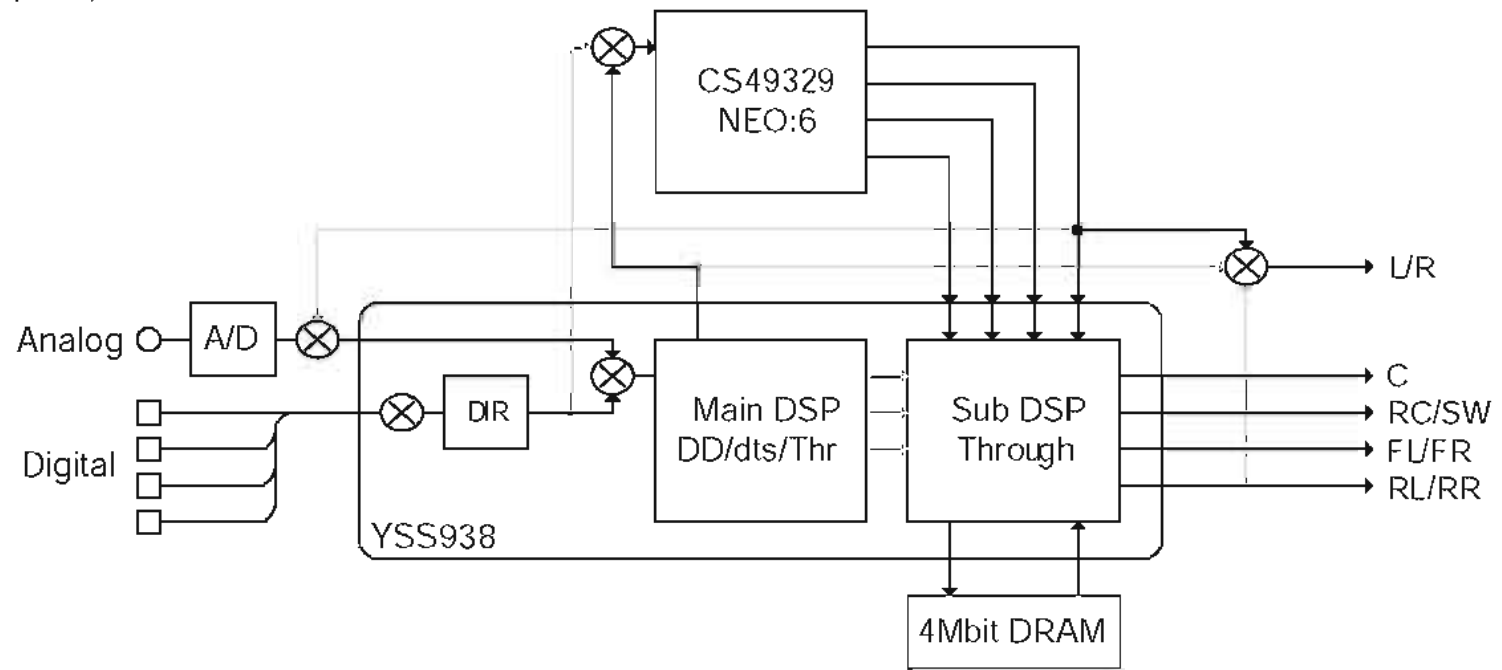 CS49329
NEO:6
L/R
Analog
A/D
DIR
Main DSP
DD/dts/Thr
Sub DSP
Through
C
RC/SW
FL/FR
RL/RR
Digital
YSS938
4Mbit DRAM